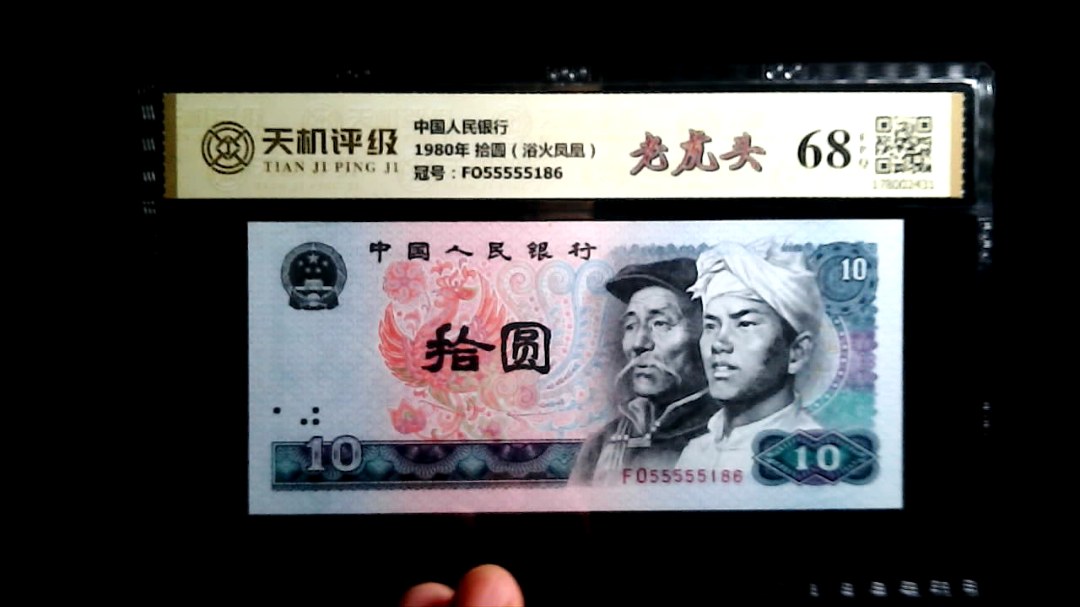 天机评级
TIAN JI PING JI
中国人民银行
1980年 拾圆（浴火凤凰）
冠号：FO55555186
老虎头
68
EPQ
178002431
中国人民银行
10
拾圆
10
FO55555186
10